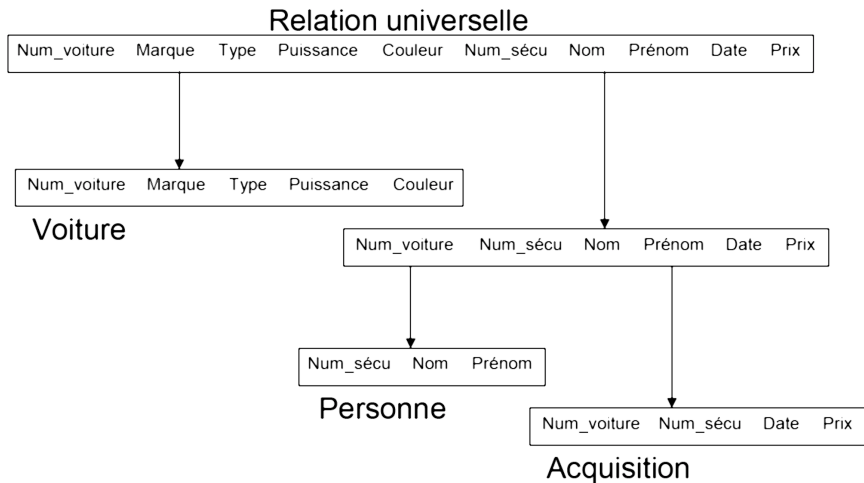 Relation universelle
Num_voiture Marque Type Puissance Couleur Num_sécu Nom Prénom Date Prix
Num_voiture Marque Type Puissance Couleur
Voiture
Num_voiture Num_sécu Nom Prénom Date Prix
Num_sécu Nom Prénom
Personne
Num_voiture Num_sécu Date Prix
Acquisition